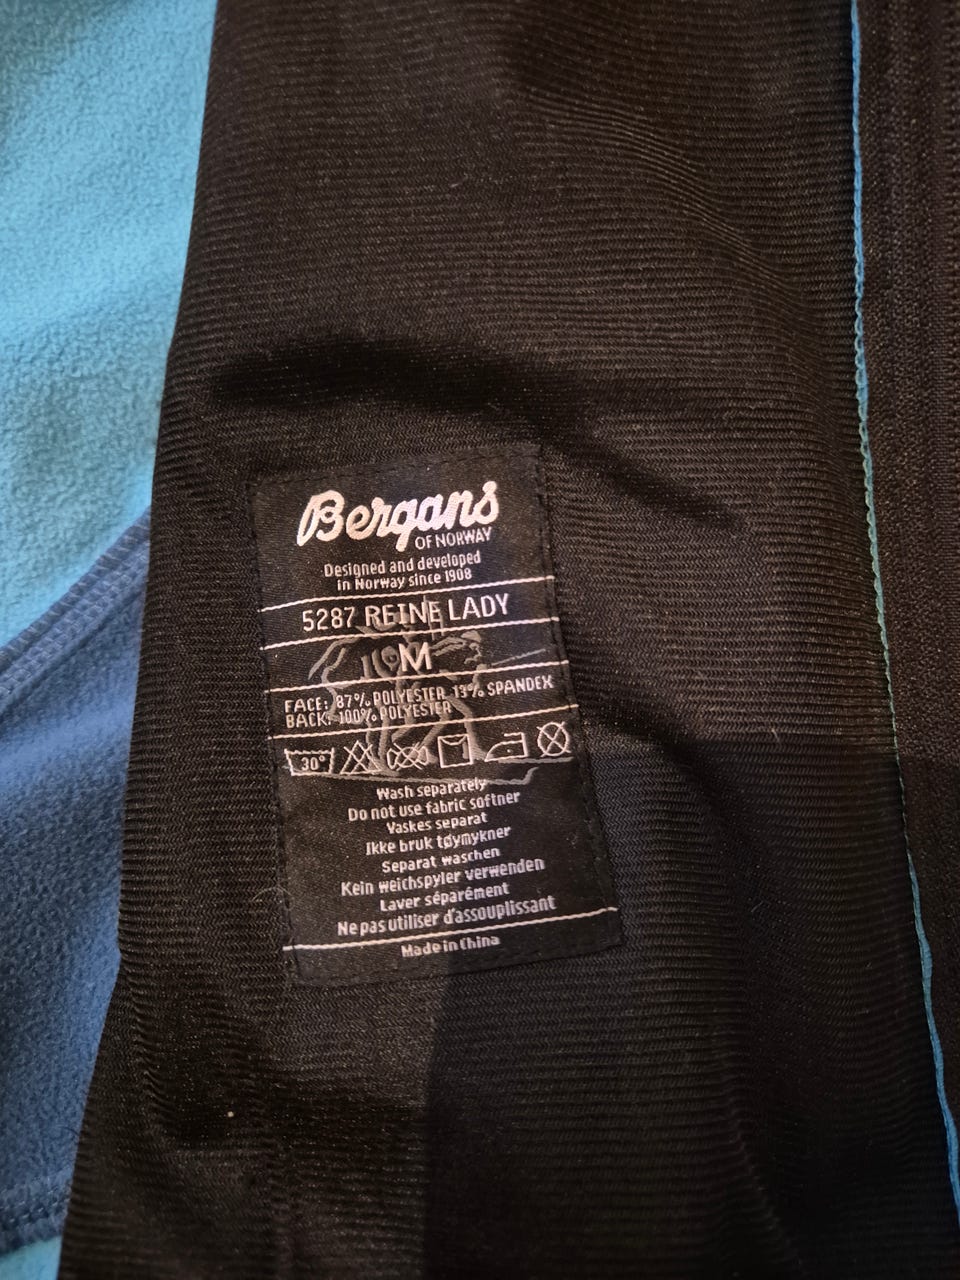 Bergans
OF NORWAY
Designed and developed
in Norway since 1908
5287 REINE LADY
M
FACE: 87% POLYESTER 13% SPANDEX
BACK: 100% POLYESTER
30°
Wash separately
Do not use fabric softner
Vaskes separat
Ikke bruk tøymykner
Separat waschen
Kein weichspyler verwenden
Laver séparément
Ne pas utiliser d'assouplissant
Made in China